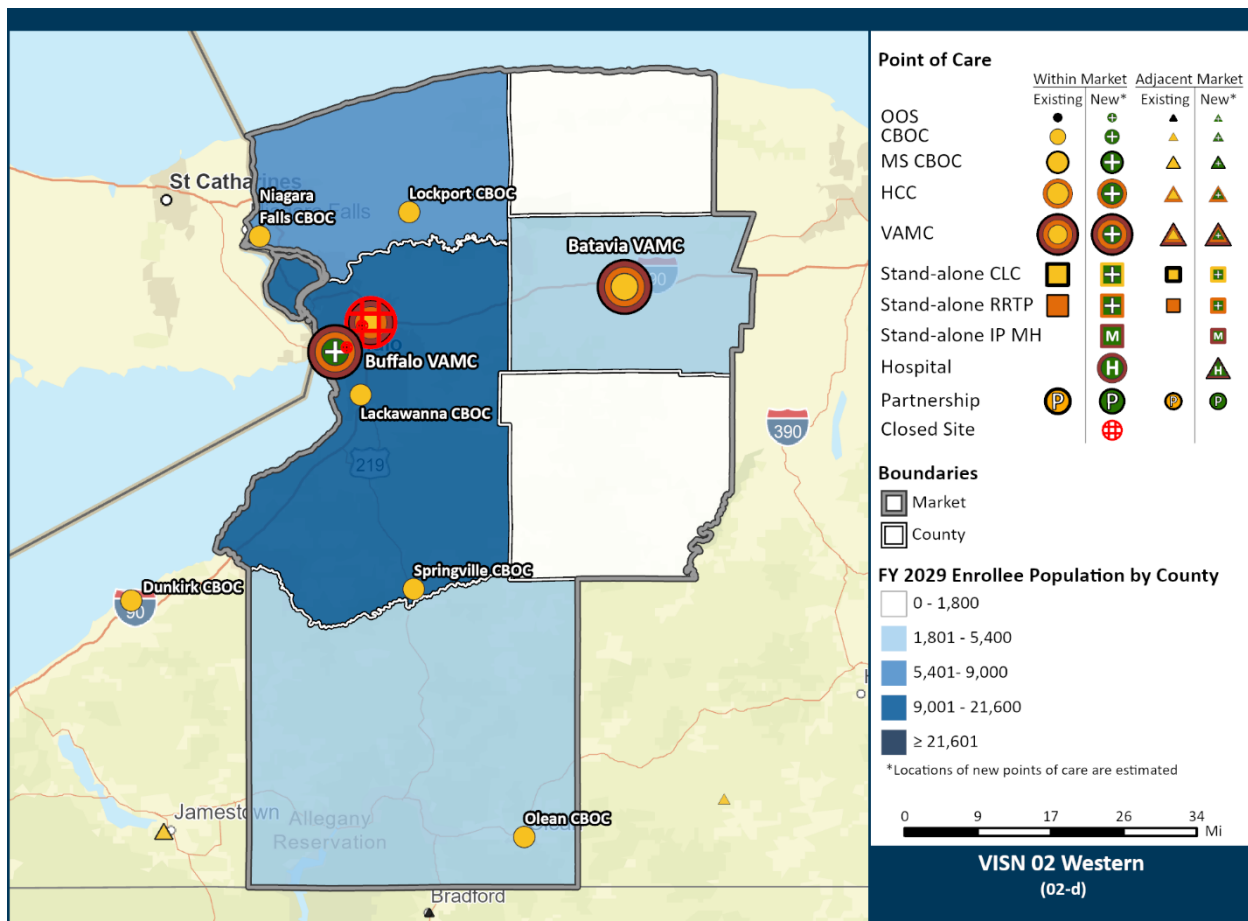 St Catharines
Niagara
Falls CBOC
Falls
Lockport CBOC
Batavia VAMC
90
Buffalo VAMC
Lackawanna CBOC
390
219
Springville CBOC
Dunkirk CBOC
90
Jamestown
Allegany
Reservation
Olean CBOC
Olean
Bradford
H
Point of Care
Within Market
Adjacent Market
Existing
New*
Existing
New*
OOS
CBOC
MS CBOC
HCC
VAMC
Stand-alone CLC
Stand-alone RRTP
Stand-alone IP MH
M
M
Hospital
H
H
Partnership
P
P
P
P
Closed Site
Boundaries
Market
County
FY 2029 Enrollee Population by County
0 - 1,800
1,801 - 5,400
5,401- 9,000
9,001 - 21,600
≥ 21,601
*Locations of new points of care are estimated
0 9 17 26 34
Mi
VISN 02 Western
(02-d)